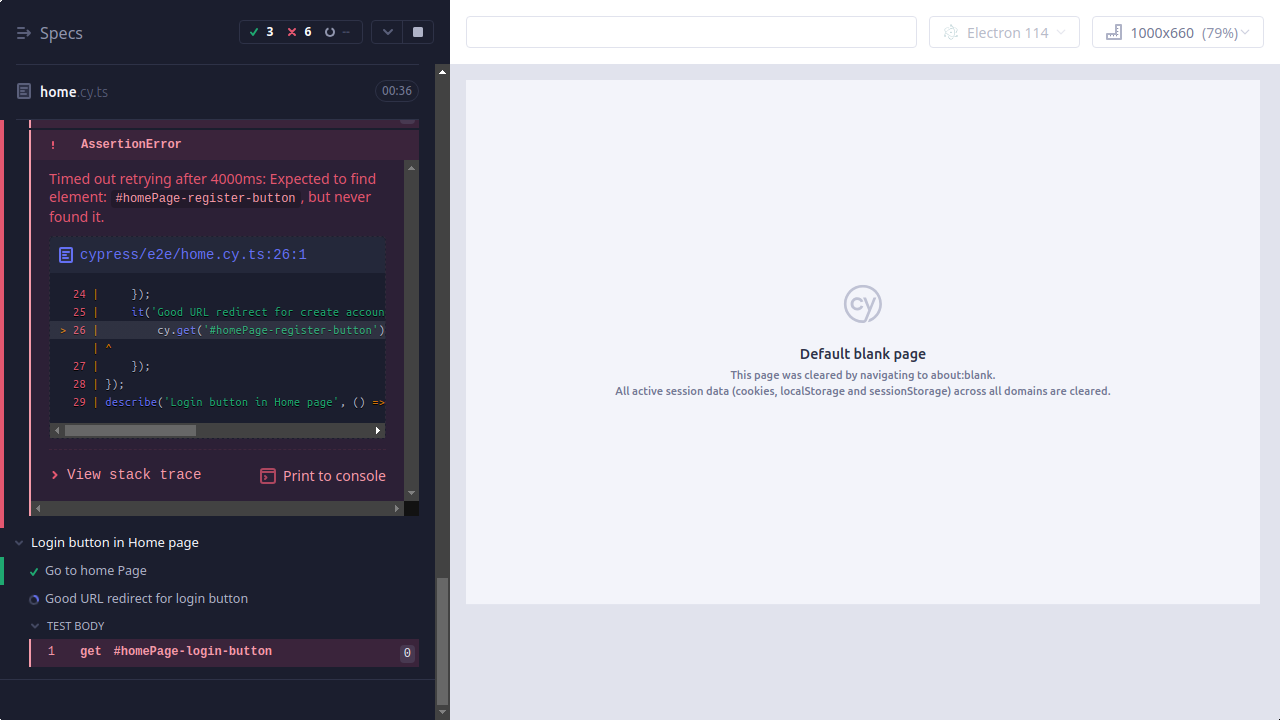 Specs
3 6 --
Electron 114
1000x660 (79%)
home.cy.ts
00:36
! AssertionError
Timed out retrying after 4000ms: Expected to find
element: #homePage-register-button, but never
found it.
cypress/e2e/home.cy.ts:26:1
24 | });
25 | it('Good URL redirect for create accoun
> 26 | cy.get('#homePage-register-button')
| ^
27 | });
28 | });
29 | describe('Login button in Home page', () =>
View stack trace
Print to console
Login button in Home page
Go to home Page
Good URL redirect for login button
TEST BODY
1 get #homePage-login-button 0
cy
Default blank page
This page was cleared by navigating to about:blank.
All active session data (cookies, localStorage and sessionStorage) across all domains are cleared.